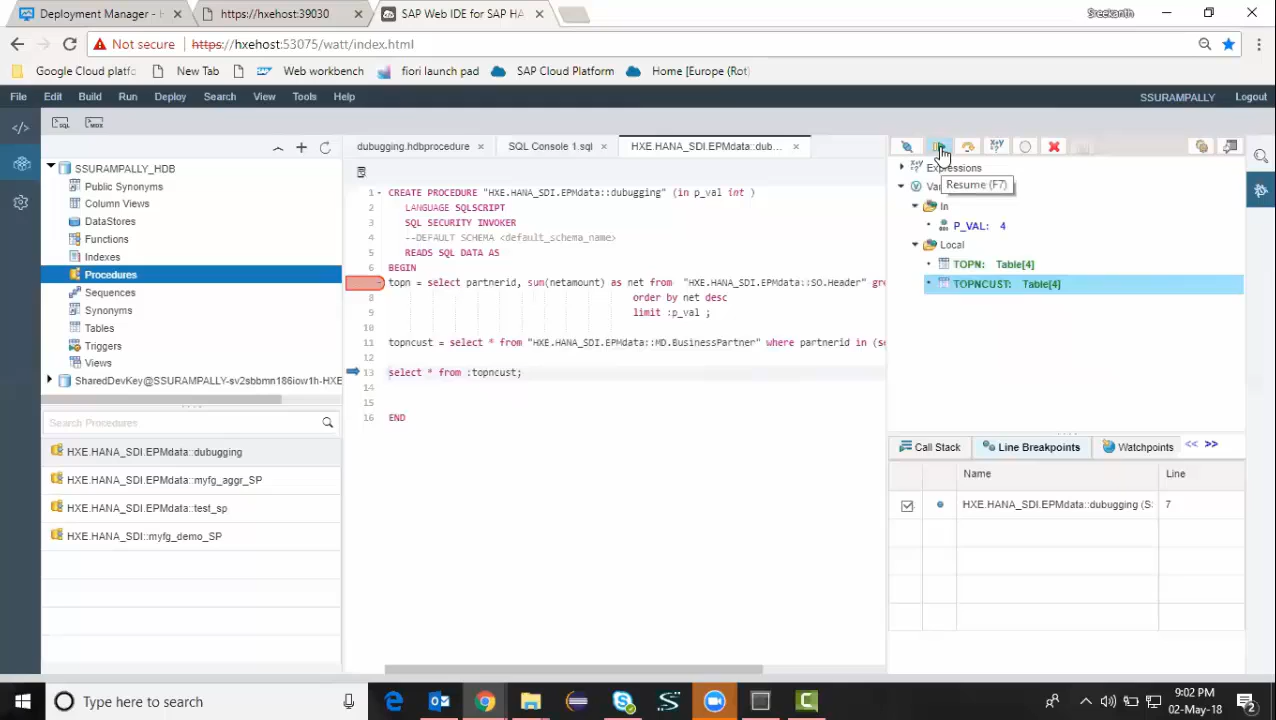 Deployment Manager - H
https://hxehost:39030
SAP Web IDE for SAP HA
Sreekanth
Not secure https://hxehost:53075/watt/index.html
Google Cloud platfo
New Tab
Web workbench
fiori launch pad
SAP Cloud Platform
Home [Europe (Rot)
File Edit Build Run Deploy Search View Tools Help
SSURAMPALLY Logout
SQL
MDX
SSURAMPALLY_HDB
Public Synonyms
Column Views
DataStores
Functions
Indexes
Procedures
Sequences
Synonyms
Tables
Triggers
Views
SharedDevKey@SSURAMPALLY-sv2sbbmn186iow1h-HXE
Search Procedures
HXE.HANA_SDI.EPMdata::dubugging
HXE.HANA_SDI.EPMdata::myfg_aggr_SP
HXE.HANA_SDI.EPMdata::test_sp
HXE.HANA_SDI::myfg_demo_SP
dubugging.hdbprocedure
SQL Console 1.sql
HXE.HANA_SDI.EPMdata::dub...
1 CREATE PROCEDURE "HXE.HANA_SDI.EPMdata::dubugging" (in p_val int )
2 LANGUAGE SQLSCRIPT
3 SQL SECURITY INVOKER
4 --DEFAULT SCHEMA <default_schema_name>
5 READS SQL DATA AS
6 BEGIN
topn = select partnerid, sum(netamount) as net from "HXE.HANA_SDI.EPMdata::SO.Header" gro
8 order by net desc
9 limit :p_val ;
10
11 topncust = select * from "HXE.HANA_SDI.EPMdata::MD.BusinessPartner" where partnerid in (se
12
13 select * from :topncust;
14
15
16 END
Expressions
Var
Resume (F7)
In
P_VAL: 4
Local
TOPN: Table[4]
TOPNCUST: Table[4]
Call Stack
Line Breakpoints
Watchpoints
<< >>
Name Line
HXE.HANA_SDI.EPMdata::dubugging (S: 7
Type here to search
9:02 PM
02-May-18
2